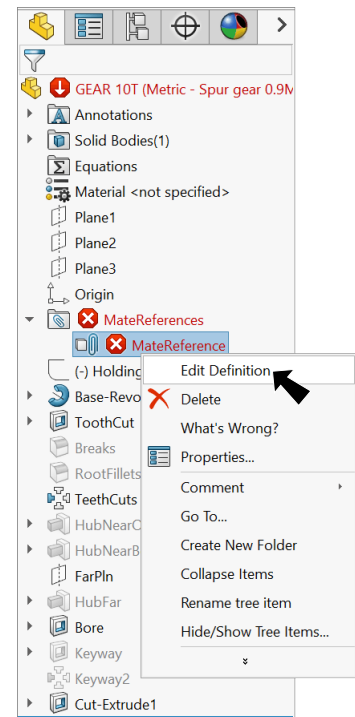 GEAR 10T (Metric - Spur gear 0.9M
Annotations
Solid Bodies(1)
Equations
Material <not specified>
Plane1
Plane2
Plane3
Origin
MateReferences
MateReference
(-) Holding
Edit Definition
Base-Revo
Delete
ToothCut
What's Wrong?
Breaks
Properties...
RootFillets
Comment
TeethCuts
Go To...
HubNearO
Create New Folder
HubNearB
Collapse Items
FarPln
Rename tree item
HubFar
Hide/Show Tree Items...
Bore
Keyway
Keyway2
Cut-Extrude1